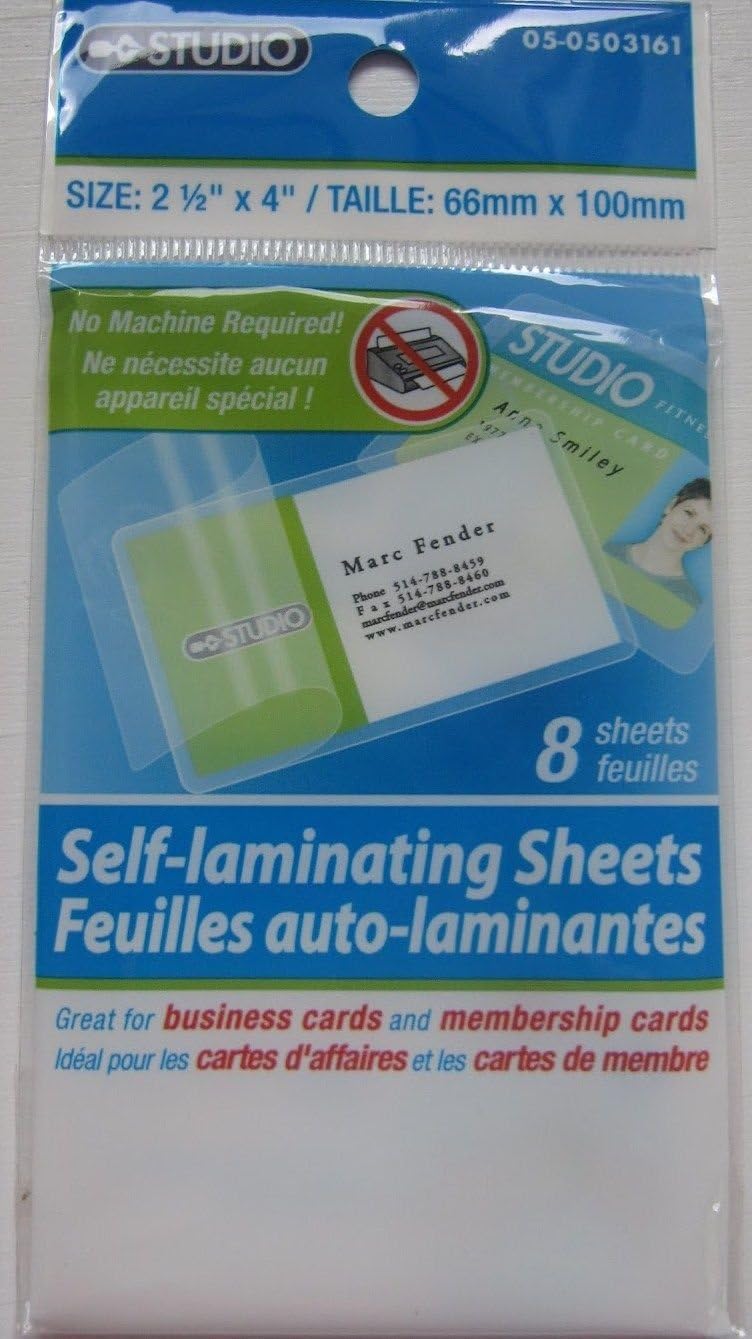 STUDIO
05-0503161
SIZE: 2 ½" x 4" / TAILLE: 66mm x 100mm
No Machine Required!
Ne nécessite aucun
appareil spécial !
STUDIO
FITNE
MEMBERSHIP CARD
Smiley
1977
EX
Marc Fender
Phone 514-788-8459
Fax 514-788-8460
marcfender@marcfender.com
www.marcfender.com
STUDIO
8 sheets
feuilles
Self-laminating Sheets
Feuilles auto-laminantes
Great for business cards and membership cards
Idéal pour les cartes d'affaires et les cartes de membre